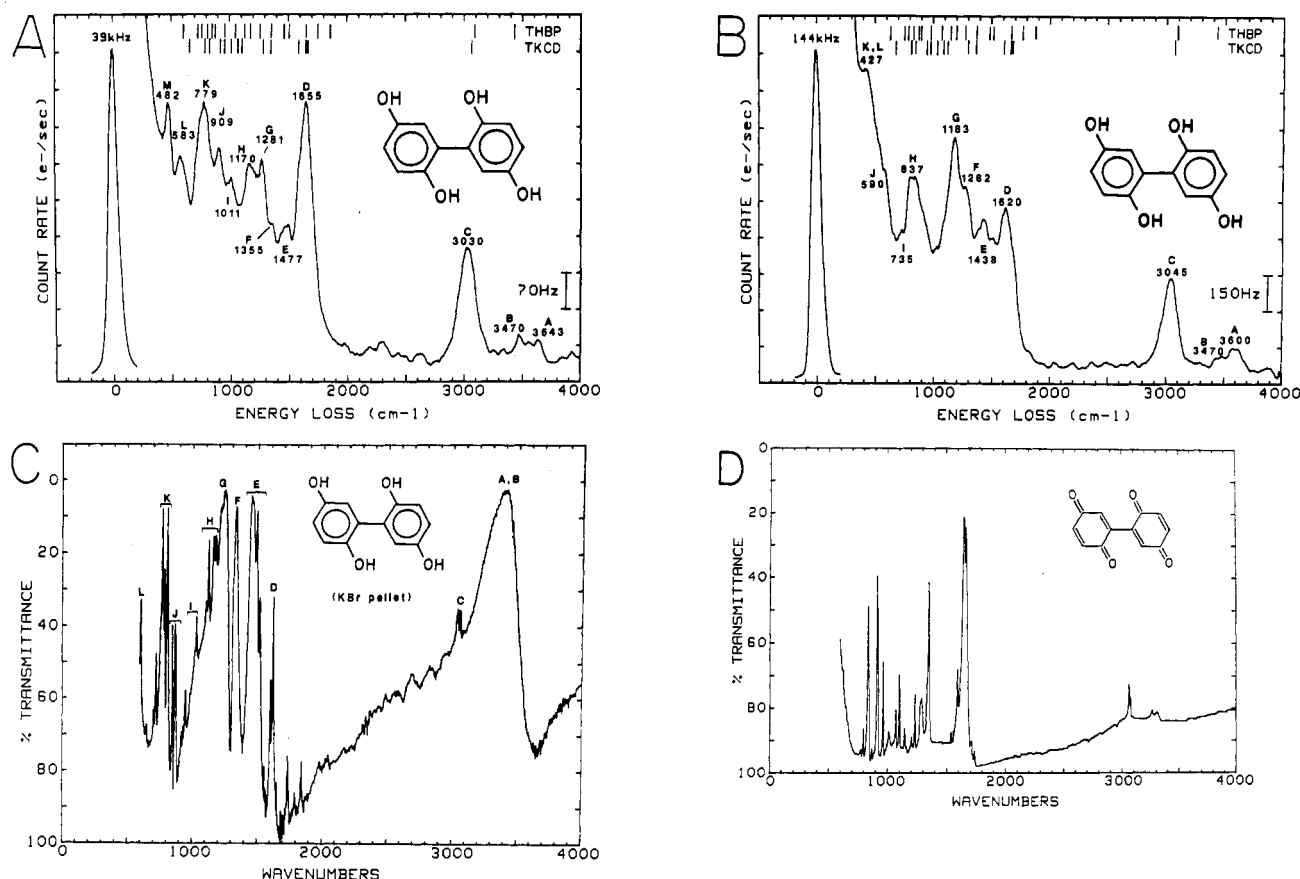 A
39kHz
THBP
TKCD
M
482
L
583
K
779
J
909
I
1011
H
1170
G
1281
F
1355
E
1477
D
1655
C
3030
B
3470
A
3643
OH
OH
OH
OH
70Hz
COUNT RATE (e-/sec)
0 1000 2000 3000 4000
ENERGY LOSS (cm-1)
B
144kHz
THBP
TKCD
K,L
427
J
590
I
735
H
837
G
1183
F
1282
E
1438
D
1620
C
3045
B
3470
A
3600
OH
OH
OH
OH
150Hz
COUNT RATE (e-/sec)
0 1000 2000 3000 4000
ENERGY LOSS (cm-1)
C
L
K
J
I
H
G
F
E
D
C
A,B
OH
OH
OH
OH
(KBr pellet)
% TRANSMITTANCE
0
20
40
60
80
100
0 1000 2000 3000 4000
WAVENUMBERS
D
O
O
O
O
% TRANSMITTANCE
0
20
40
60
80
100
0 1000 2000 3000 4000
WAVENUMBERS